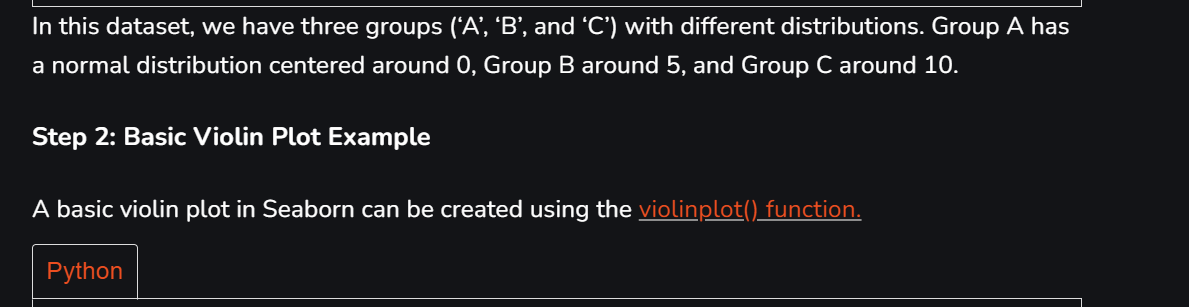 In this dataset, we have three groups (‘A’, ‘B’, and ‘C’) with different distributions. Group A has
a normal distribution centered around 0, Group B around 5, and Group C around 10.
Step 2: Basic Violin Plot Example
A basic violin plot in Seaborn can be created using the violinplot() function.
Python